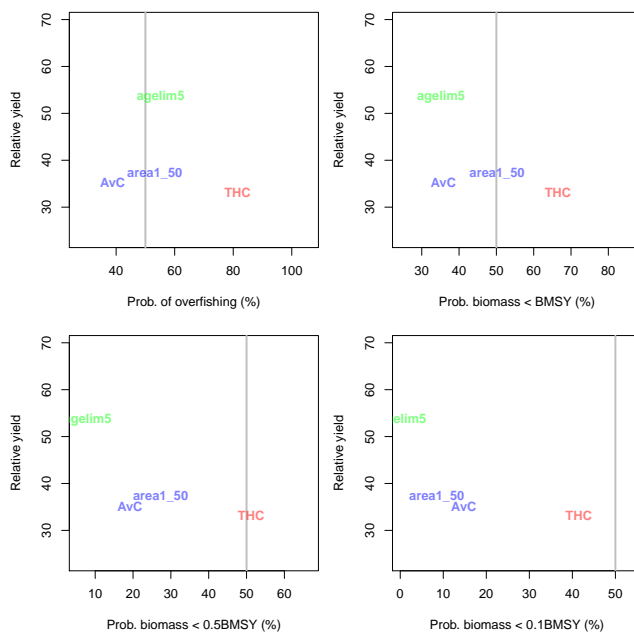 Relative yield
70
60
50
40
30
agelim5
area1_50
AvC
THC
40 60 80 100
Prob. of overfishing (%)
Relative yield
70
60
50
40
30
agelim5
area1_50
AvC
THC
30 40 50 60 70 80
Prob. biomass < BMSY (%)
Relative yield
70
60
50
40
30
gelim5
area1_50
AvC
THC
10 20 30 40 50 60
Prob. biomass < 0.5BMSY (%)
Relative yield
70
60
50
40
30
elim5
area1_50
AvC
THC
0 10 20 30 40 50
Prob. biomass < 0.1BMSY (%)